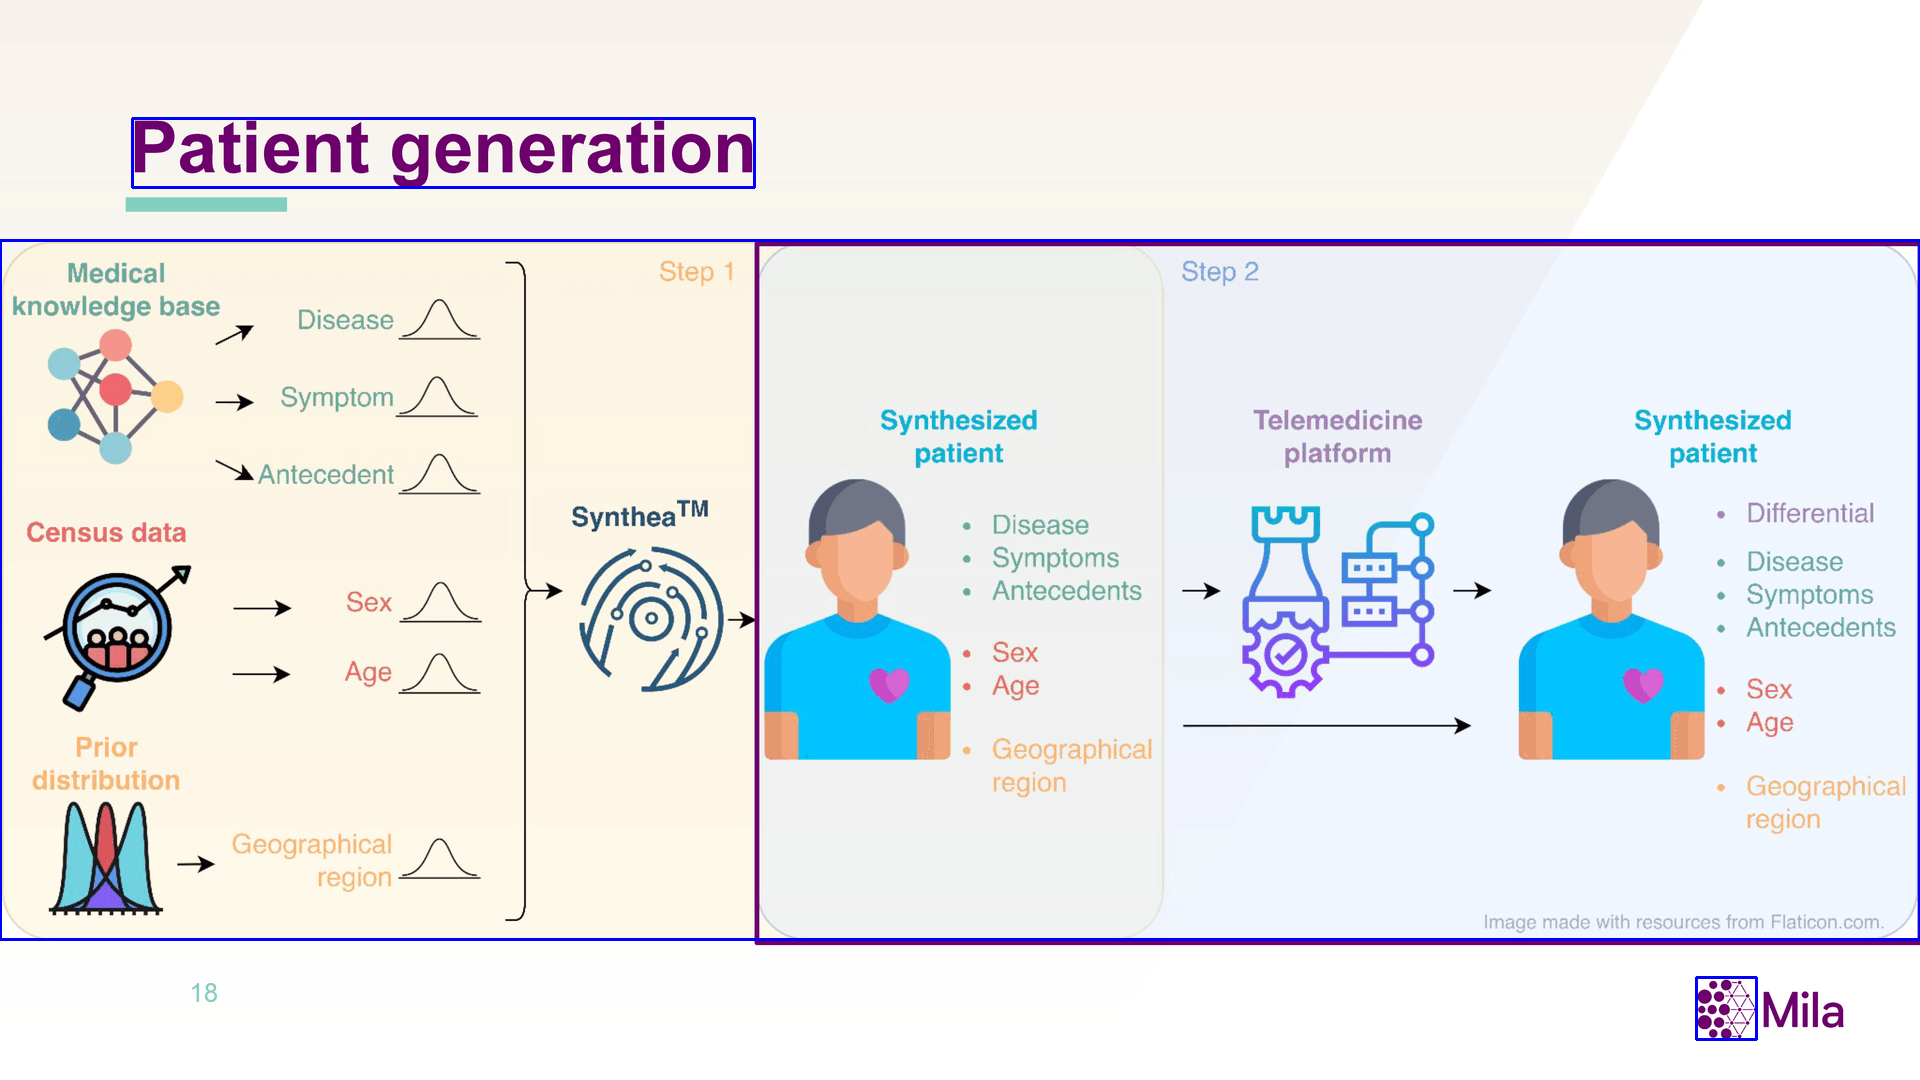 Patient generation
Step 1
Medical
knowledge base
Disease
Symptom
Antecedent
Census data
Sex
Age
Prior
distribution
Geographical
region
Synthea™
Step 2
Synthesized
patient
• Disease
• Symptoms
• Antecedents
• Sex
• Age
• Geographical
region
Telemedicine
platform
Synthesized
patient
• Differential
• Disease
• Symptoms
• Antecedents
• Sex
• Age
• Geographical
region
Image made with resources from Flaticon.com.
18
Mila